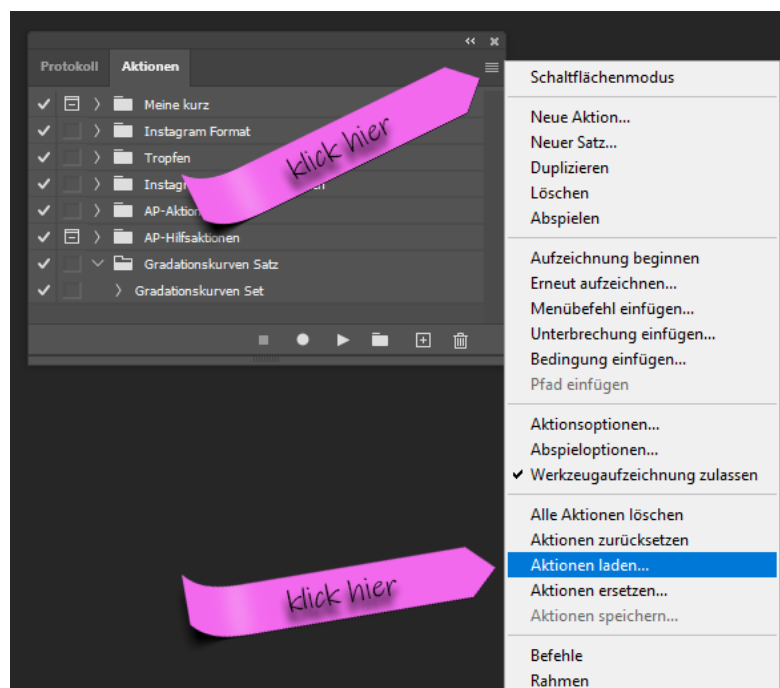 Protokoll Aktionen
Meine kurz
Instagram Format
Tropfen
AP-Hilfsaktionen
Gradationskurven Satz
Gradationskurven Set
klick hier
klick hier
Schaltflächenmodus
Neue Aktion...
Neuer Satz...
Duplizieren
Löschen
Abspielen
Aufzeichnung beginnen
Erneut aufzeichnen...
Menübefehl einfügen...
Unterbrechung einfügen...
Bedingung einfügen...
Pfad einfügen
Aktionsoptionen...
Abspieloptionen...
Werkzeugaufzeichnung zulassen
Alle Aktionen löschen
Aktionen zurücksetzen
Aktionen laden...
Aktionen ersetzen...
Aktionen speichern...
Befehle
Rahmen